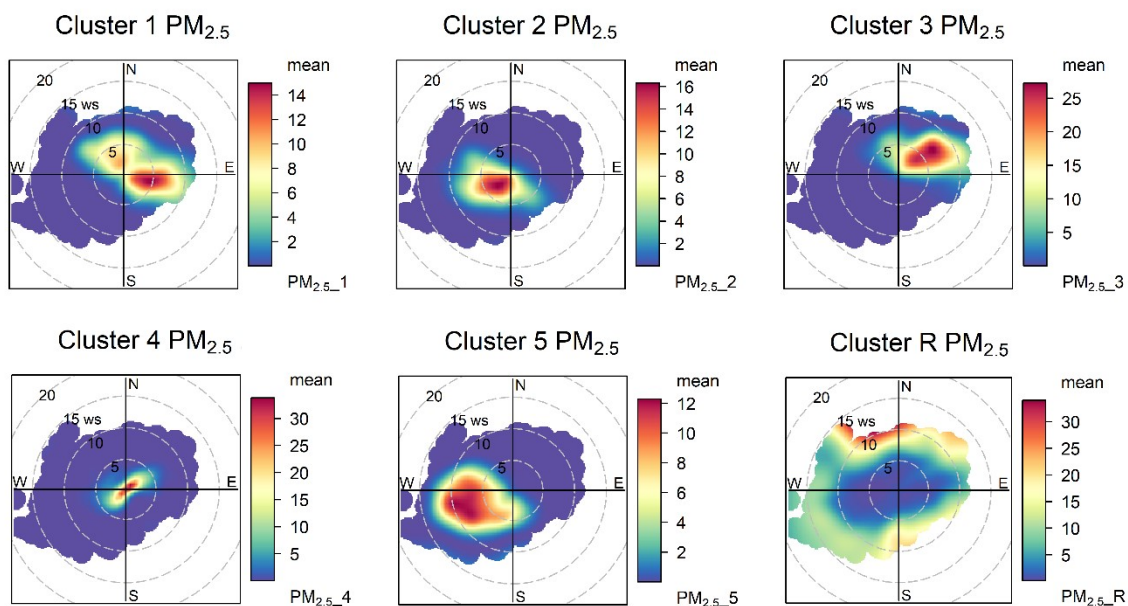 Cluster 1 PM2.5
mean
N
20
15 ws
10
5
W
E
S
14
12
10
8
6
4
2
PM2.5_1
Cluster 2 PM2.5
mean
N
20
15 ws
10
5
W
E
S
16
14
12
10
8
6
4
2
PM2.5_2
Cluster 3 PM2.5
mean
N
20
15 ws
10
5
W
E
S
25
20
15
10
5
PM2.5_3
Cluster 4 PM2.5
mean
N
20
15 ws
10
5
W
E
S
30
25
20
15
10
5
PM2.5_4
Cluster 5 PM2.5
mean
N
20
15 ws
10
5
W
E
S
12
10
8
6
4
2
PM2.5_5
Cluster R PM2.5
mean
N
20
15 ws
10
5
W
E
S
30
25
20
15
10
5
PM2.5_R